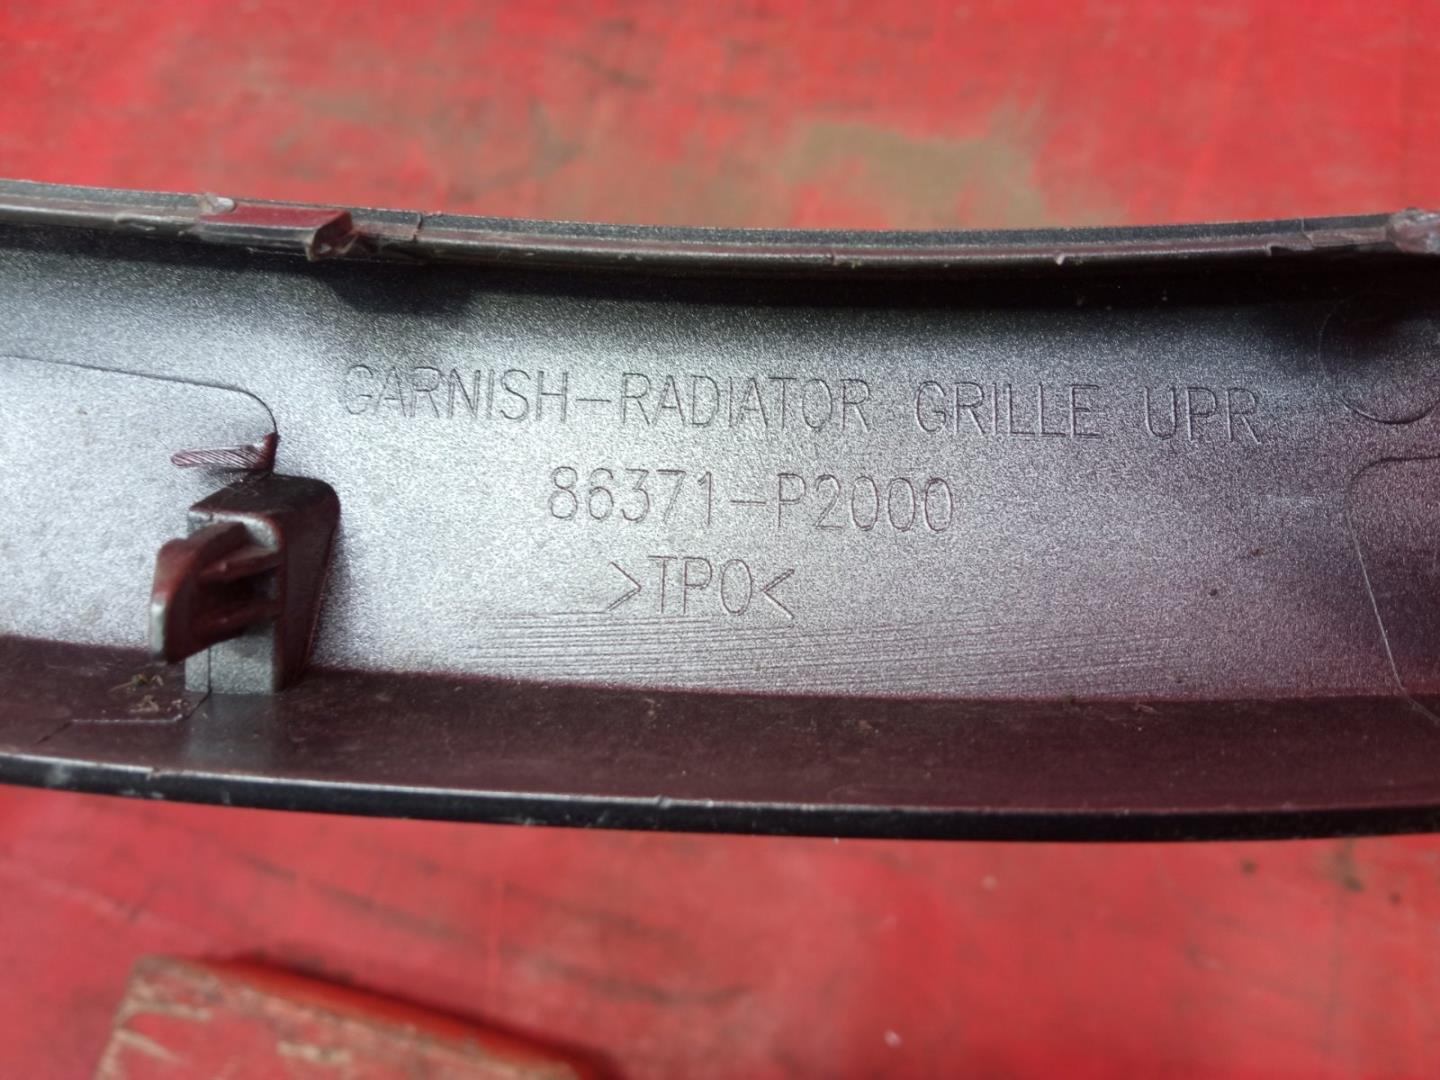 GARNISH-RADIATOR GRILLE UPR
86371-P2000
>TPO<